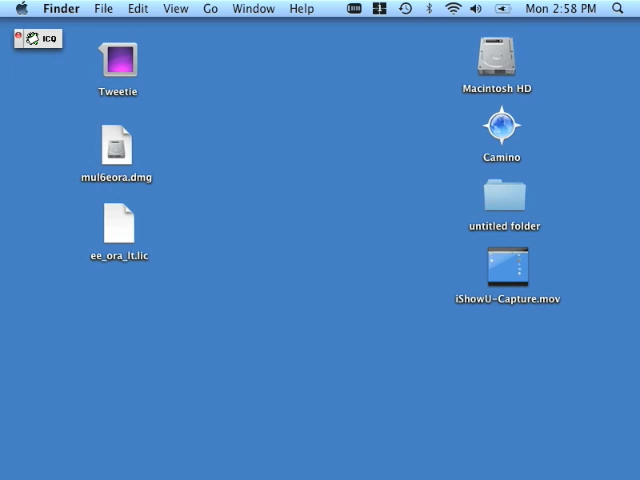 Finder File Edit View Go Window Help Mon 2:58 PM
ICQ
Tweetie
Macintosh HD
Camino
mul6eora.dmg
untitled folder
ee_ora_lt.lic
iShowU-Capture.mov